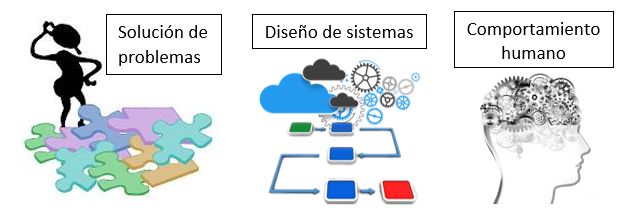 Solución de
problemas
Diseño de sistemas
Comportamiento
humano